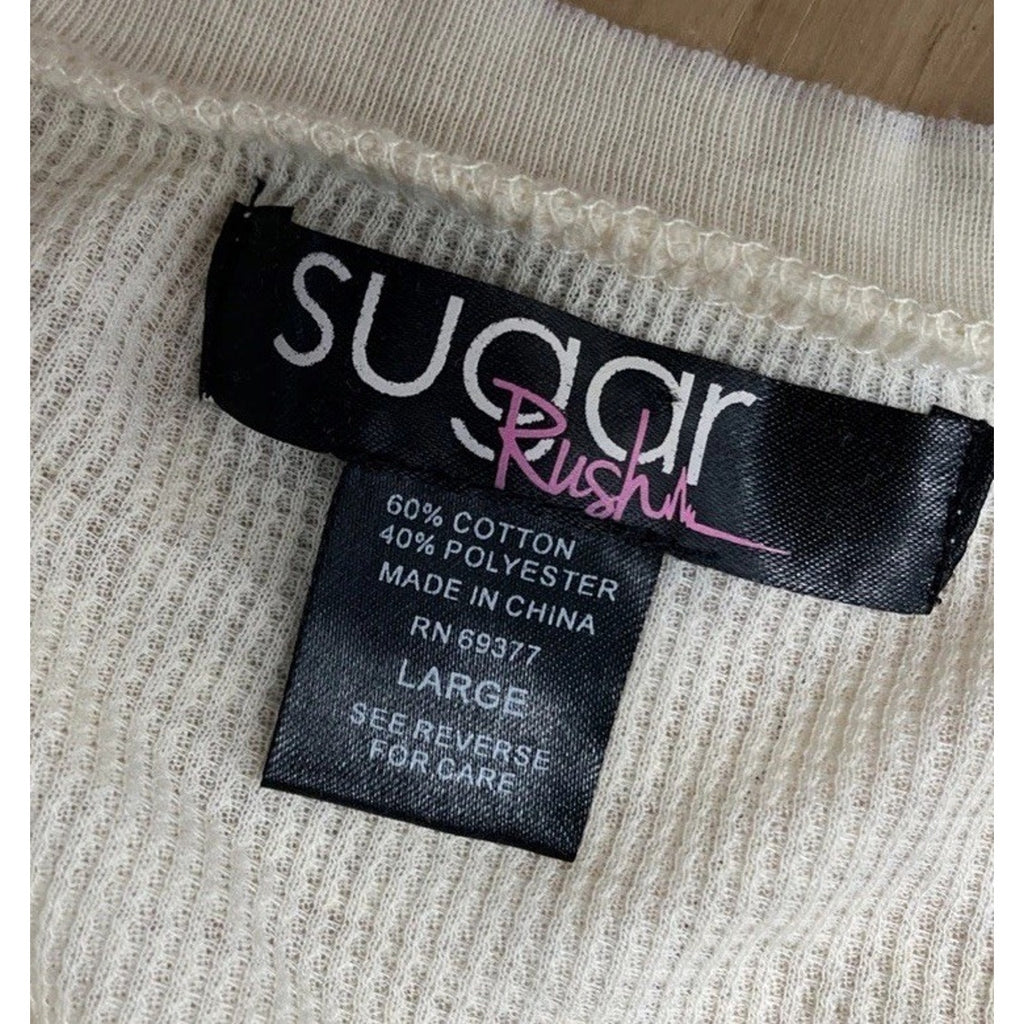 sugar
Rush
60% COTTON
40% POLYESTER
MADE IN CHINA
RN 69377
LARGE
SEE REVERSE
FOR CARE